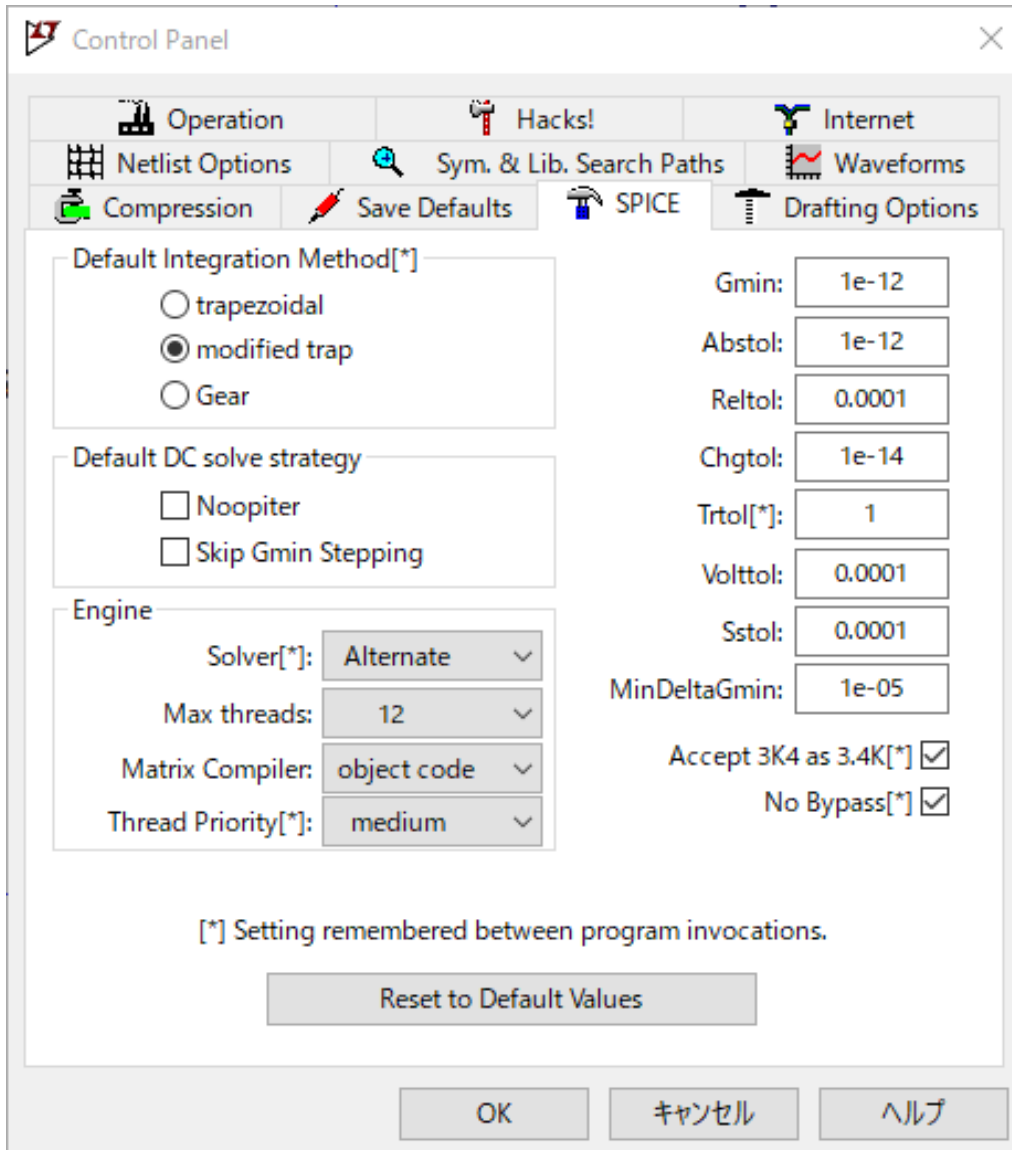 Control Panel
Operation
Hacks!
Internet
Netlist Options
Sym. & Lib. Search Paths
Waveforms
Compression
Save Defaults
SPICE
Drafting Options
Default Integration Method[*]
trapezoidal
modified trap
Gear
Default DC solve strategy
Noopiter
Skip Gmin Stepping
Engine
Solver[*]: Alternate
Max threads: 12
Matrix Compiler: object code
Thread Priority[*]: medium
Gmin: 1e-12
Abstol: 1e-12
Reltol: 0.0001
Chgtol: 1e-14
Trtol[*]: 1
Volttol: 0.0001
Sstol: 0.0001
MinDeltaGmin: 1e-05
Accept 3K4 as 3.4K[*]
No Bypass[*]
[*] Setting remembered between program invocations.
Reset to Default Values
OK
キャンセル
ヘルプ